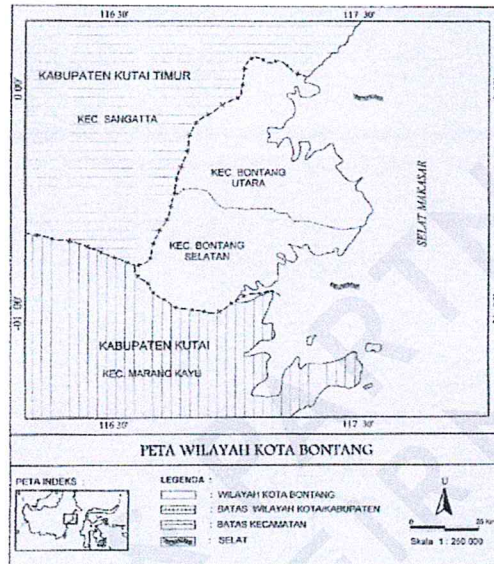 116 30'
117 30'
0 00'
KABUPATEN KUTAI TIMUR
KEC. SANGATTA
KEC. BONTANG
UTARA
SELAT MAKASAR
KEC. BONTANG
SELATAN
-01 00'
KABUPATEN KUTAI
KEC. MARANG KAYU
116 30'
117 30'
PETA WILAYAH KOTA BONTANG
PETA INDEKS :
LEGENDA :
: WILAYAH KOTA BONTANG
: BATAS WILAYAH KOTA/KABUPATEN
: BATAS KECAMATAN
: SELAT
U
0
Skala 1 : 250 000